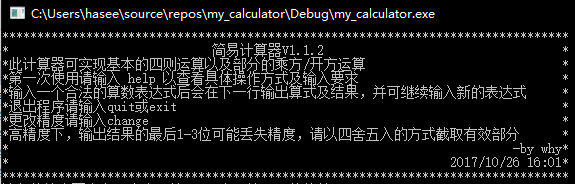 C:\Users\hasee\source\repos\my_calculator\Debug\my_calculator.exe
***********************************************************************
* 简易计算器V1.1.2 *
*此计算器可实现基本的四则运算以及部分的乘方/开方运算 *
*第一次使用请输入 help 以查看具体操作方式及输入要求 *
*输入一个合法的算数表达式后会在下一行输出算式及结果，并可继续输入新的表达式 *
*退出程序请输入quit或exit *
*更改精度请输入change *
*高精度下，输出结果的最后1-3位可能丢失精度，请以四舍五入的方式截取有效部分 *
* -by why*
* 2017/10/26 16:01*
***********************************************************************